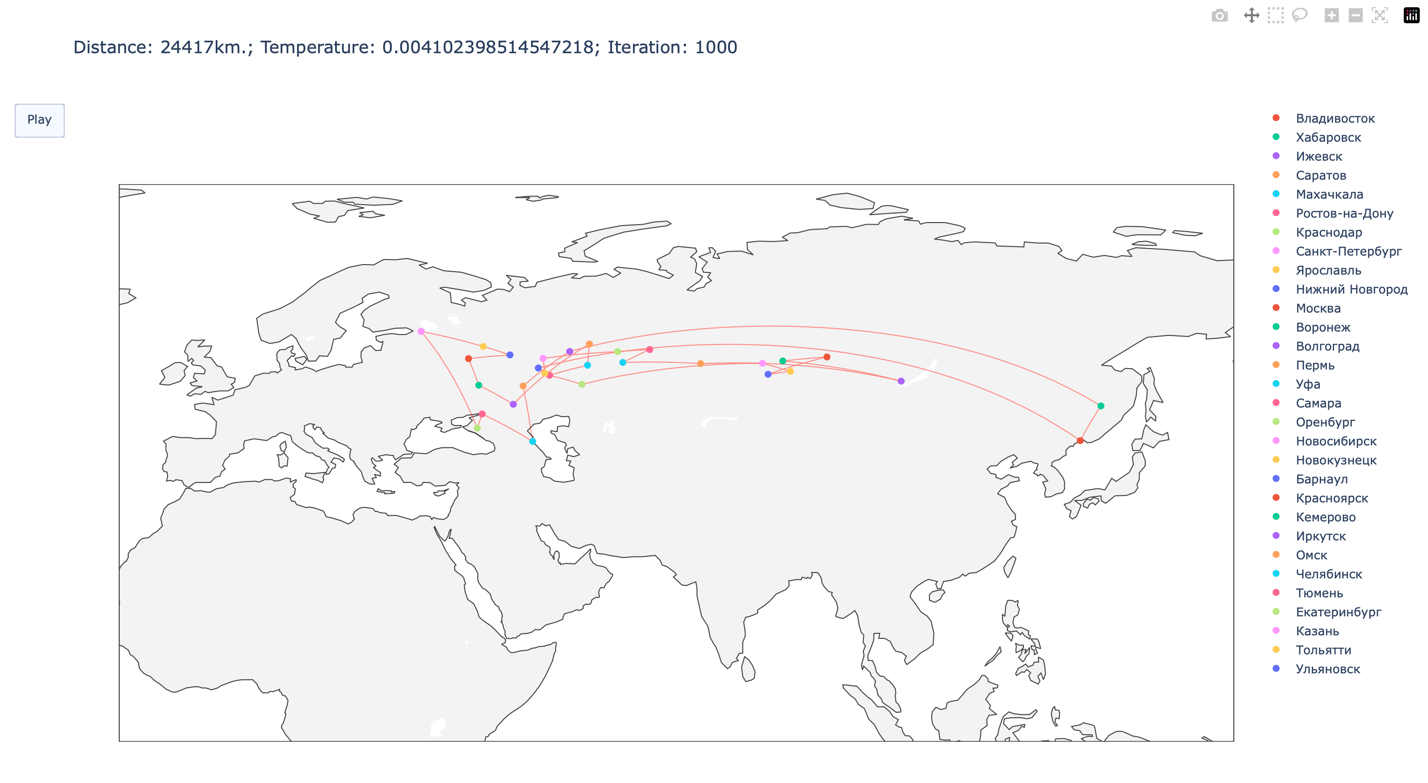 Distance: 24417km.; Temperature: 0.004102398514547218; Iteration: 1000
Play
Владивосток
Хабаровск
Ижевск
Саратов
Махачкала
Ростов-на-Дону
Краснодар
Санкт-Петербург
Ярославль
Нижний Новгород
Москва
Воронеж
Волгоград
Пермь
Уфа
Самара
Оренбург
Новосибирск
Новокузнецк
Барнаул
Красноярск
Кемерово
Иркутск
Омск
Челябинск
Тюмень
Екатеринбург
Казань
Тольятти
Ульяновск